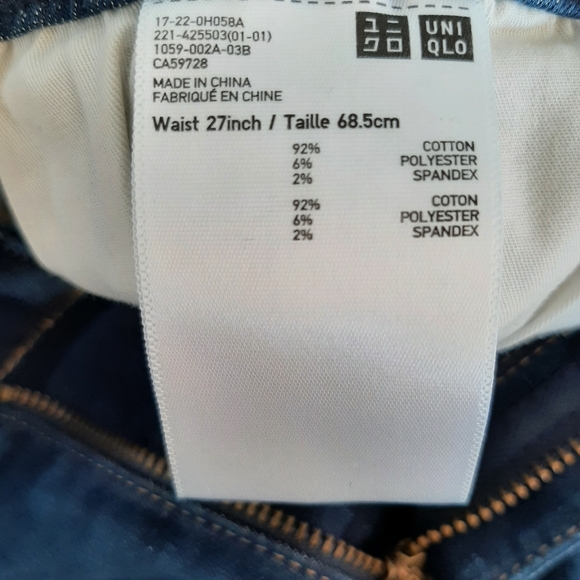 17-22-0H058A
221-425503(01-01)
1059-002A-03B
CA59728
ユニ
クロ
UNI
QLO
MADE IN CHINA
FABRIQUÉ EN CHINE
Waist 27inch / Taille 68.5cm
92% COTTON
6% POLYESTER
2% SPANDEX
92% COTON
6% POLYESTER
2% SPANDEX